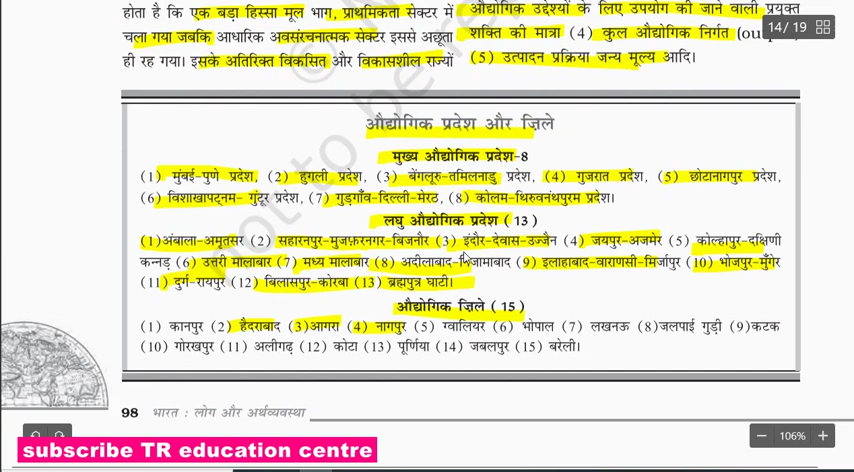 होता है कि एक बड़ा हिस्सा मूल भाग, प्राथमिकता सेक्टर में
चला गया जबकि आधारिक अवसंरचनात्मक सेक्टर इससे अछूता
ही रह गया। इसके अतिरिक्त विकसित और विकासशील राज्यों
औद्योगिक उद्देश्यों के लिए उपयोग की जाने वाली प्रयक्त
शक्ति की मात्रा (4) कुल औद्योगिक निर्गत
(5) उत्पादन प्रक्रिया जन्य मूल्य आदि।
14 / 19
औद्योगिक प्रदेश और ज़िले
मुख्य औद्योगिक प्रदेश-8
(1) मुंबई-पुणे प्रदेश, (2) हुगली प्रदेश, (3) बेंगलूरु-तमिलनाडु प्रदेश, (4) गुजरात प्रदेश, (5) छोटानागपुर प्रदेश,
(6) विशाखापट्नम- गुंटूर प्रदेश, (7) गुड़गाँव-दिल्ली-मेरठ, (8) कोलम-थिरुवनंथपुरम प्रदेश।
लघु औद्योगिक प्रदेश (13)
(1)अंबाला-अमृतसर (2) सहारनपुर-मुजफ़रनगर-बिजनौर (3) इंदौर-देवास-उज्जैन (4) जयपुर-अजमेर (5) कोल्हापुर-दक्षिणी
कन्नड़ (6) उत्तरी मालाबार (7) मध्य मालाबार (8) अदीलाबाद-निजामाबाद (9) इलाहाबाद-वाराणसी-मिर्जापुर (10) भोजपुर-मुँगेर
(11) दुर्ग-रायपुर (12) बिलासपुर-कोरबा (13) ब्रह्मपुत्र घाटी।
औद्योगिक ज़िले (15)
(1) कानपुर (2) हैदराबाद (3)आगरा (4) नागपुर (5) ग्वालियर (6) भोपाल (7) लखनऊ (8)जलपाई गुड़ी (9)कटक
(10) गोरखपुर (11) अलीगढ़ (12) कोटा (13) पूर्णिया (14) जबलपुर (15) बरेली।
98 भारत : लोग और अर्थव्यवस्था
106%
subscribe TR education centre